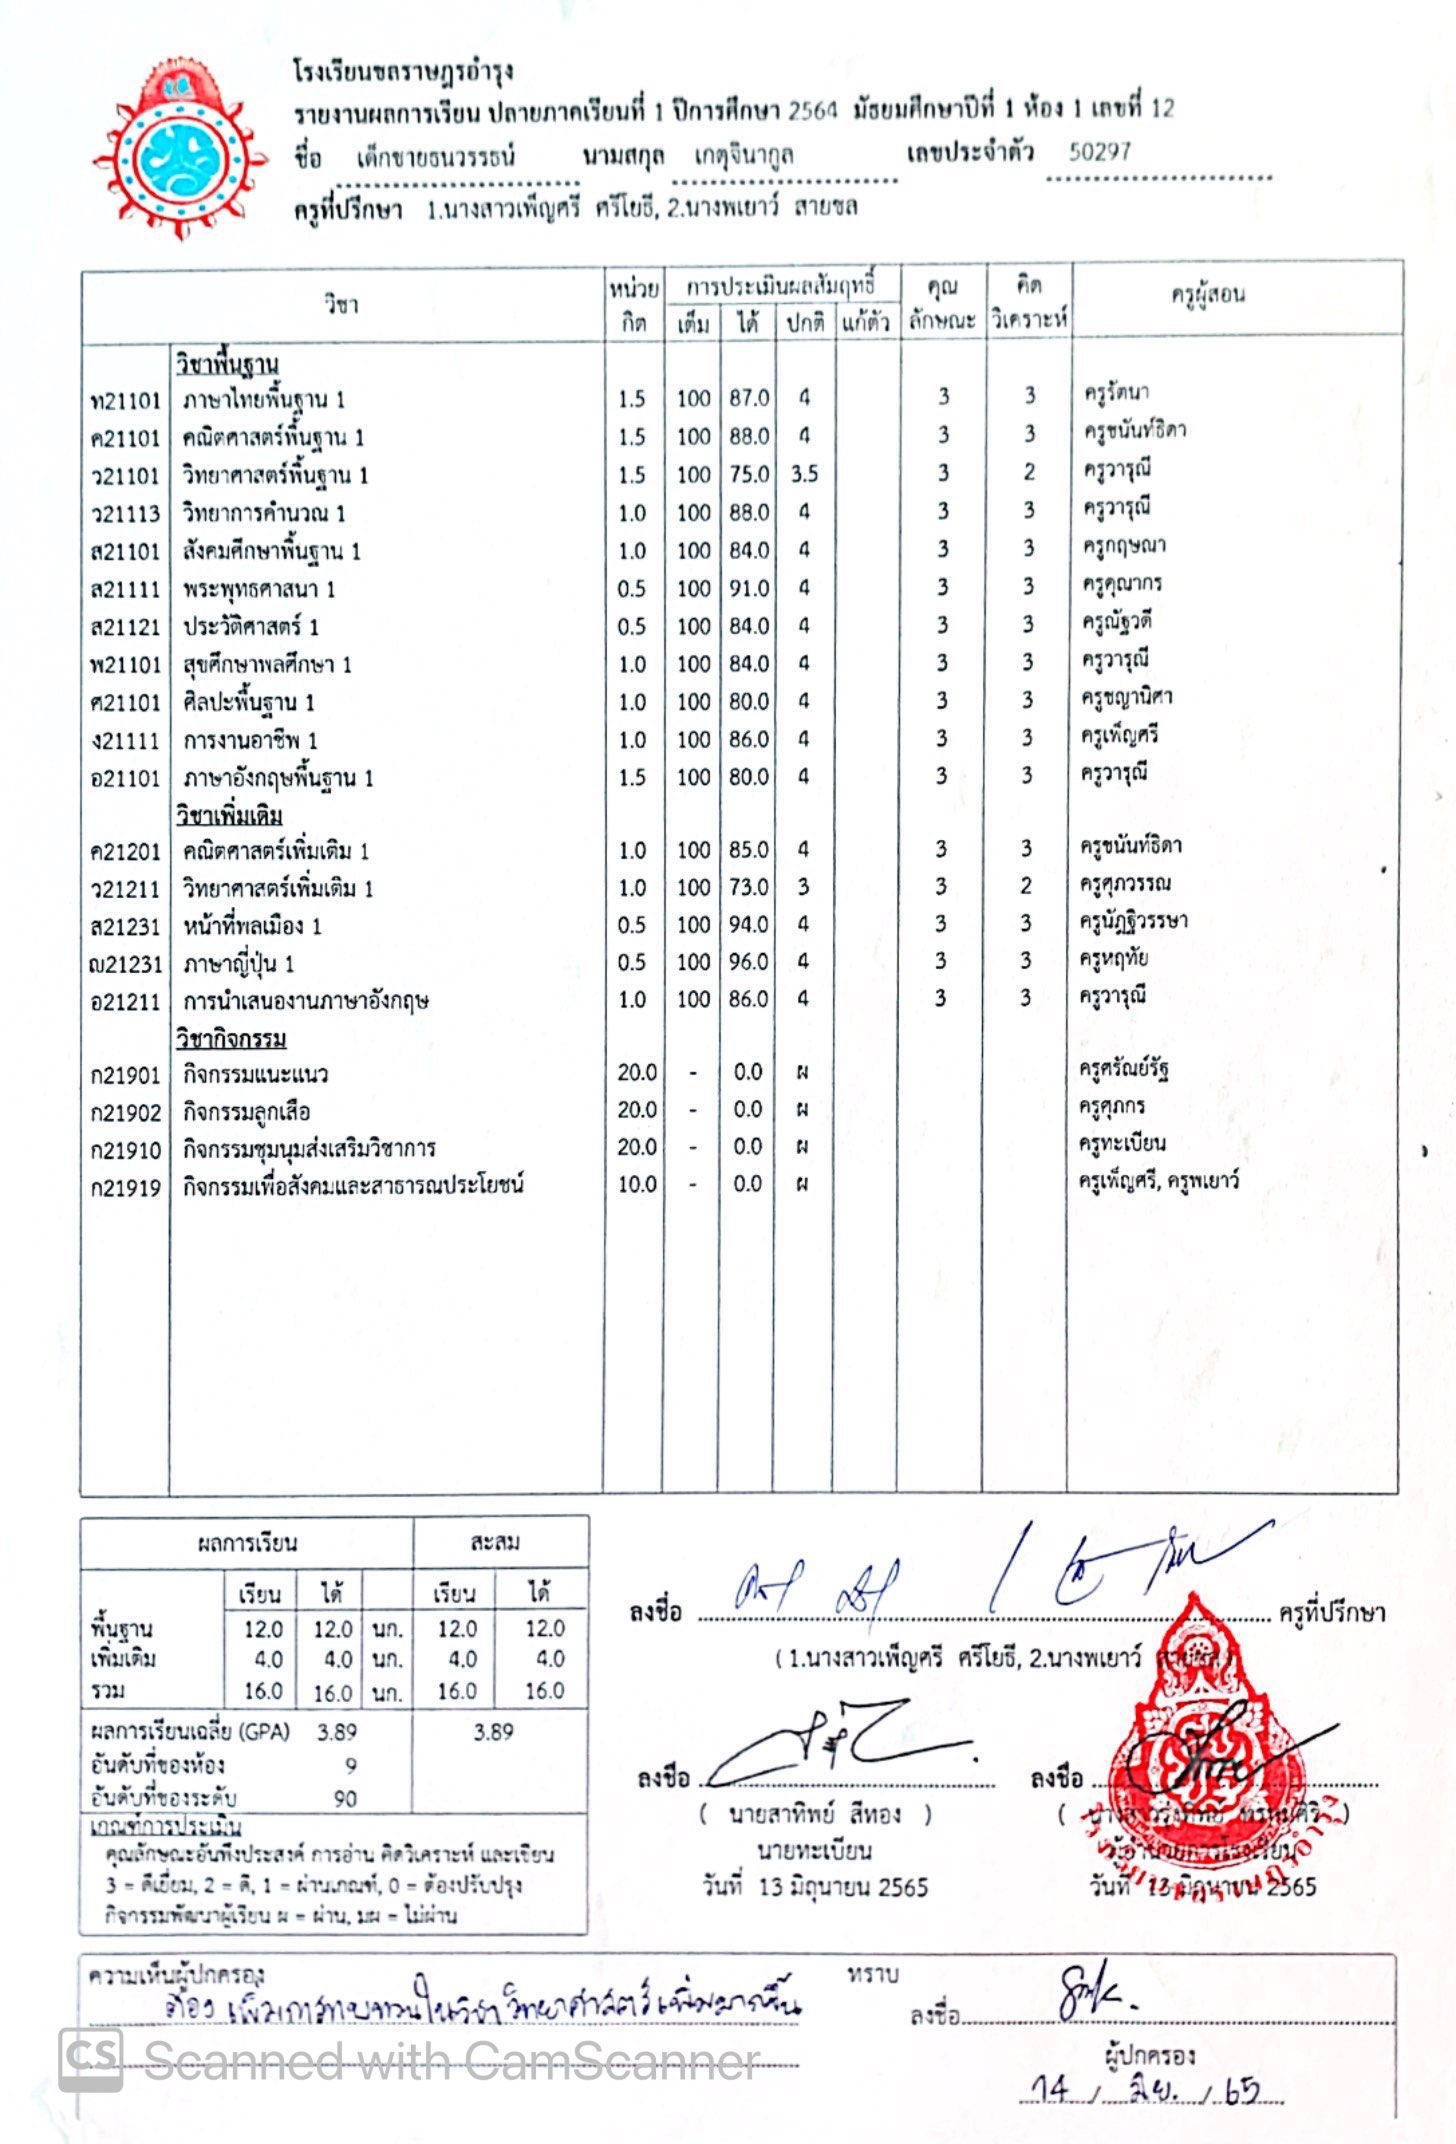 โรงเรียนชลราษฎรอำรุง
รายงานผลการเรียน ปลายภาคเรียนที่ 1 ปีการศึกษา 2564 มัธยมศึกษาปีที่ 1 ห้อง 1 เลขที่ 12
ชื่อ เด็กชายธนวรรธน์ นามสกุล เกตุจินากูล เลขประจำตัว 50297
ครูที่ปรึกษา 1.นางสาวเพ็ญศรี ศรีโยธี, 2.นางพเยาว์ สายชล
วิชา หน่วยกิต การประเมินผลสัมฤทธิ์ คุณลักษณะ คิดวิเคราะห์ ครูผู้สอน
เต็ม ได้ ปกติ แก้ตัว
วิชาพื้นฐาน
ท21101 ภาษาไทยพื้นฐาน 1 1.5 100 87.0 4 3 3 ครูรัตนา
ค21101 คณิตศาสตร์พื้นฐาน 1 1.5 100 88.0 4 3 3 ครูชนันท์ธิดา
ว21101 วิทยาศาสตร์พื้นฐาน 1 1.5 100 75.0 3.5 3 2 ครูวารุณี
ว21113 วิทยาการคำนวณ 1 1.0 100 88.0 4 3 3 ครูวารุณี
ส21101 สังคมศึกษาพื้นฐาน 1 1.0 100 84.0 4 3 3 ครูกฤษณา
ส21111 พระพุทธศาสนา 1 0.5 100 91.0 4 3 3 ครูคุณากร
ส21121 ประวัติศาสตร์ 1 0.5 100 84.0 4 3 3 ครูณัฐวดี
พ21101 สุขศึกษาพลศึกษา 1 1.0 100 84.0 4 3 3 ครูวารุณี
ศ21101 ศิลปะพื้นฐาน 1 1.0 100 80.0 4 3 3 ครูชญานิศา
ง21111 การงานอาชีพ 1 1.0 100 86.0 4 3 3 ครูเพ็ญศรี
อ21101 ภาษาอังกฤษพื้นฐาน 1 1.5 100 80.0 4 3 3 ครูวารุณี
วิชาเพิ่มเติม
ค21201 คณิตศาสตร์เพิ่มเติม 1 1.0 100 85.0 4 3 3 ครูชนันท์ธิดา
ว21211 วิทยาศาสตร์เพิ่มเติม 1 1.0 100 73.0 3 3 2 ครูศุภวรรณ
ส21231 หน้าที่พลเมือง 1 0.5 100 94.0 4 3 3 ครูนัฎฐิวรรษา
ญ21231 ภาษาญี่ปุ่น 1 0.5 100 96.0 4 3 3 ครูหฤทัย
อ21211 การนำเสนองานภาษาอังกฤษ 1.0 100 86.0 4 3 3 ครูวารุณี
วิชากิจกรรม
ก21901 กิจกรรมแนะแนว 20.0 - 0.0 ผ ครูศรัณย์รัฐ
ก21902 กิจกรรมลูกเสือ 20.0 - 0.0 ผ ครูศุภกร
ก21910 กิจกรรมชุมนุมส่งเสริมวิชาการ 20.0 - 0.0 ผ ครูทะเบียน
ก21919 กิจกรรมเพื่อสังคมและสาธารณประโยชน์ 10.0 - 0.0 ผ ครูเพ็ญศรี, ครูพเยาว์
ผลการเรียน สะสม
เรียน ได้ เรียน ได้
พื้นฐาน 12.0 12.0 นก. 12.0 12.0
เพิ่มเติม 4.0 4.0 นก. 4.0 4.0
รวม 16.0 16.0 นก. 16.0 16.0
ผลการเรียนเฉลี่ย (GPA) 3.89 3.89
อันดับที่ของห้อง 9
อันดับที่ของระดับ 90
เกณฑ์การประเมิน
คุณลักษณะอันพึงประสงค์ การอ่าน คิดวิเคราะห์ และเขียน
3 = ดีเยี่ยม, 2 = ดี, 1 = ผ่านเกณฑ์, 0 = ต้องปรับปรุง
กิจกรรมพัฒนาผู้เรียน ผ = ผ่าน, มผ = ไม่ผ่าน
ลงชื่อ ครูที่ปรึกษา
( 1.นางสาวเพ็ญศรี ศรีโยธี, 2.นางพเยาว์ สายชล )
ลงชื่อ ลงชื่อ
( นายสาทิพย์ สีทอง )
นายทะเบียน ผู้อำนวยการโรงเรียน
วันที่ 13 มิถุนายน 2565 วันที่ 13 มิถุนายน 2565
ความเห็นผู้ปกครอง ทราบ
ต้องเพิ่มการทบทวนในวิชาวิทยาศาสตร์เพิ่มมากขึ้น
ลงชื่อ
ผู้ปกครอง
14 / มิย. / 65
CS Scanned with CamScanner